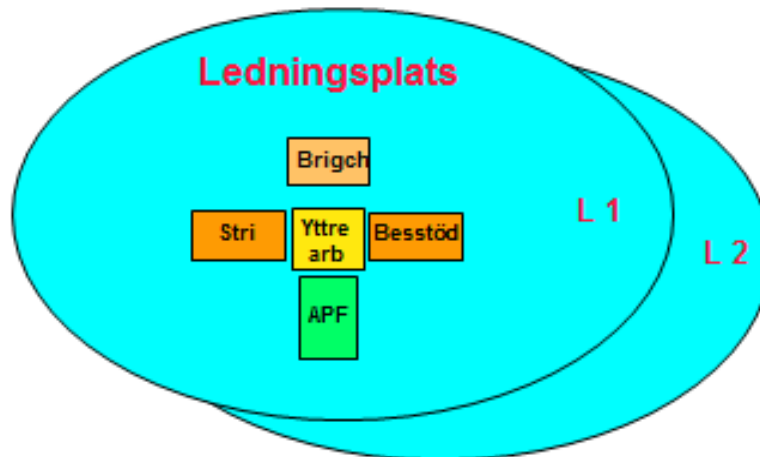 Ledningsplats
Brigch
Stri
Yttre
arb
Besstöd
L 1
L 2
APF